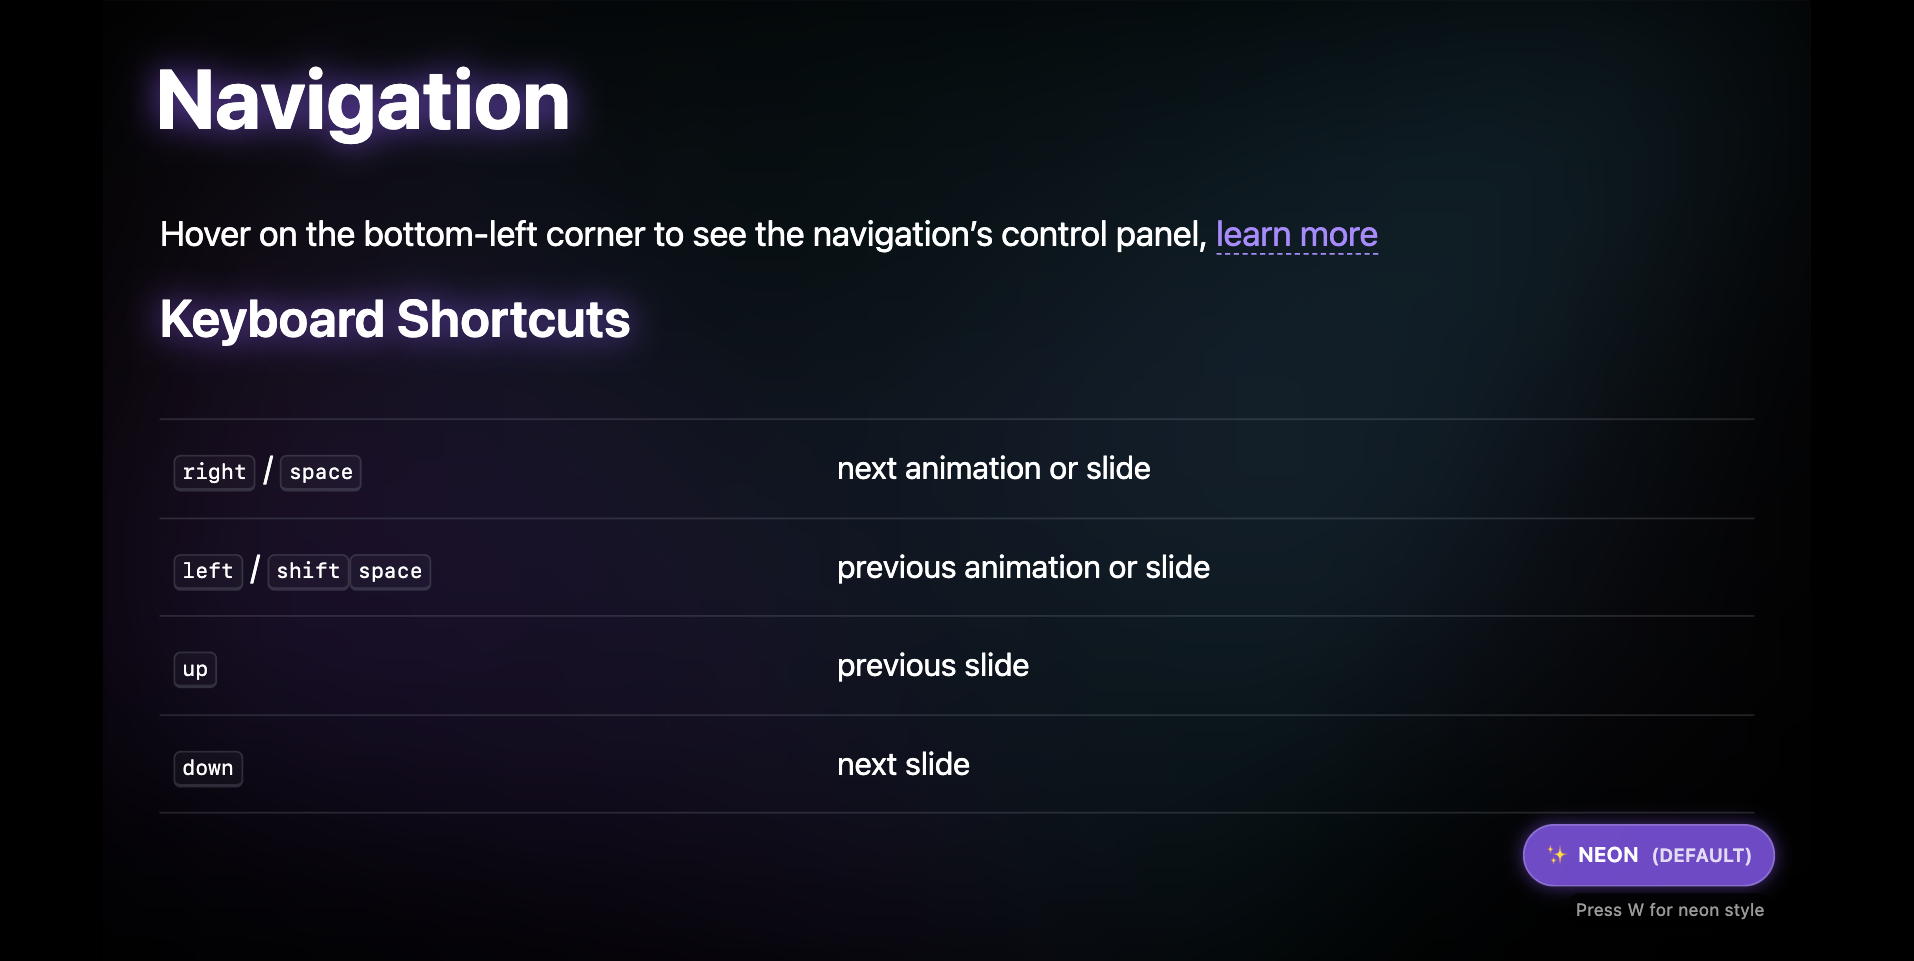 Navigation
Hover on the bottom-left corner to see the navigation’s control panel, learn more
Keyboard Shortcuts
right / space next animation or slide
left / shift space previous animation or slide
up previous slide
down next slide
✨ NEON (DEFAULT)
Press W for neon style